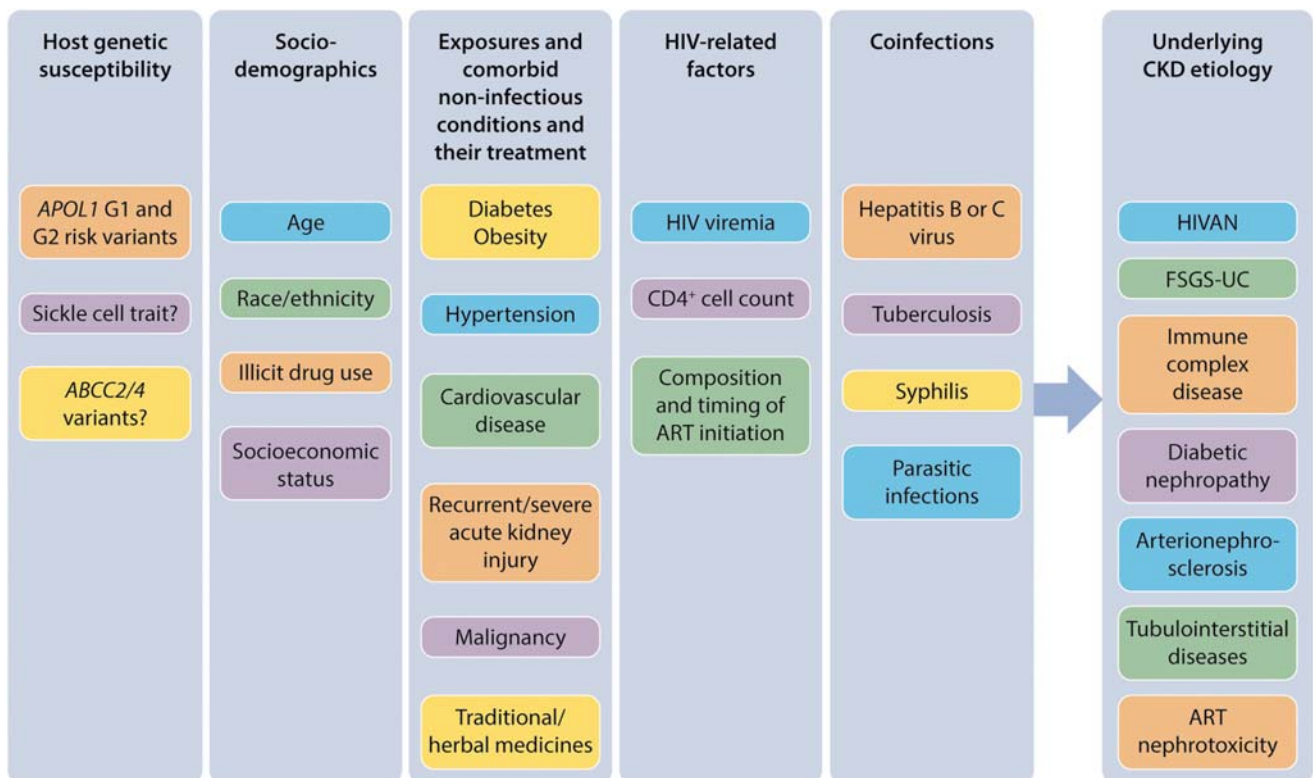 Host genetic
susceptibility
APOL1 G1 and
G2 risk variants
Sickle cell trait?
ABCC2/4
variants?
Socio-
demographics
Age
Race/ethnicity
Illicit drug use
Socioeconomic
status
Exposures and
comorbid
non-infectious
conditions and
their treatment
Diabetes
Obesity
Hypertension
Cardiovascular
disease
Recurrent/severe
acute kidney
injury
Malignancy
Traditional/
herbal medicines
HIV-related
factors
HIV viremia
CD4⁺ cell count
Composition
and timing of
ART initiation
Coinfections
Hepatitis B or C
virus
Tuberculosis
Syphilis
Parasitic
infections
Underlying
CKD etiology
HIVAN
FSGS-UC
Immune
complex
disease
Diabetic
nephropathy
Arterionephro-
sclerosis
Tubulointerstitial
diseases
ART
nephrotoxicity